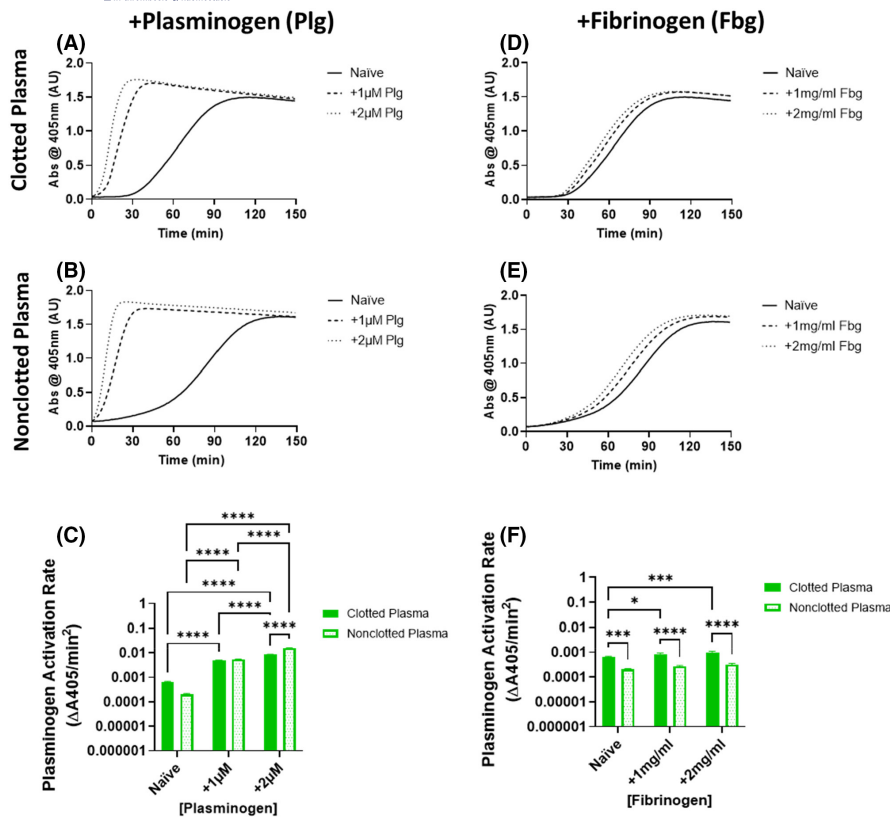 +Plasminogen (Plg)
+Fibrinogen (Fbg)
Clotted Plasma
(A)
2.0
1.5
1.0
0.5
0.0
Abs @ 405nm (AU)
0 30 60 90 120 150
Time (min)
Naïve
+1µM Plg
+2µM Plg
(D)
2.0
1.5
1.0
0.5
0.0
Abs @ 405nm (AU)
0 30 60 90 120 150
Time (min)
Naïve
+1mg/ml Fbg
+2mg/ml Fbg
Nonclotted Plasma
(B)
2.0
1.5
1.0
0.5
0.0
Abs @ 405nm (AU)
0 30 60 90 120 150
Time (min)
Naïve
+1µM Plg
+2µM Plg
(E)
2.0
1.5
1.0
0.5
0.0
Abs @ 405nm (AU)
0 30 60 90 120 150
Time (min)
Naïve
+1mg/ml Fbg
+2mg/ml Fbg
(C)
Plasminogen Activation Rate
(ΔA405/min²)
1
0.1
0.01
0.001
0.0001
0.00001
0.000001
****
****
****
****
****
****
****
Naïve +1µM +2µM
[Plasminogen]
Clotted Plasma
Nonclotted Plasma
(F)
Plasminogen Activation Rate
(ΔA405/min²)
1
0.1
0.01
0.001
0.0001
0.00001
0.000001
***
*
*** **** ****
Naïve +1mg/ml +2mg/ml
[Fibrinogen]
Clotted Plasma
Nonclotted Plasma